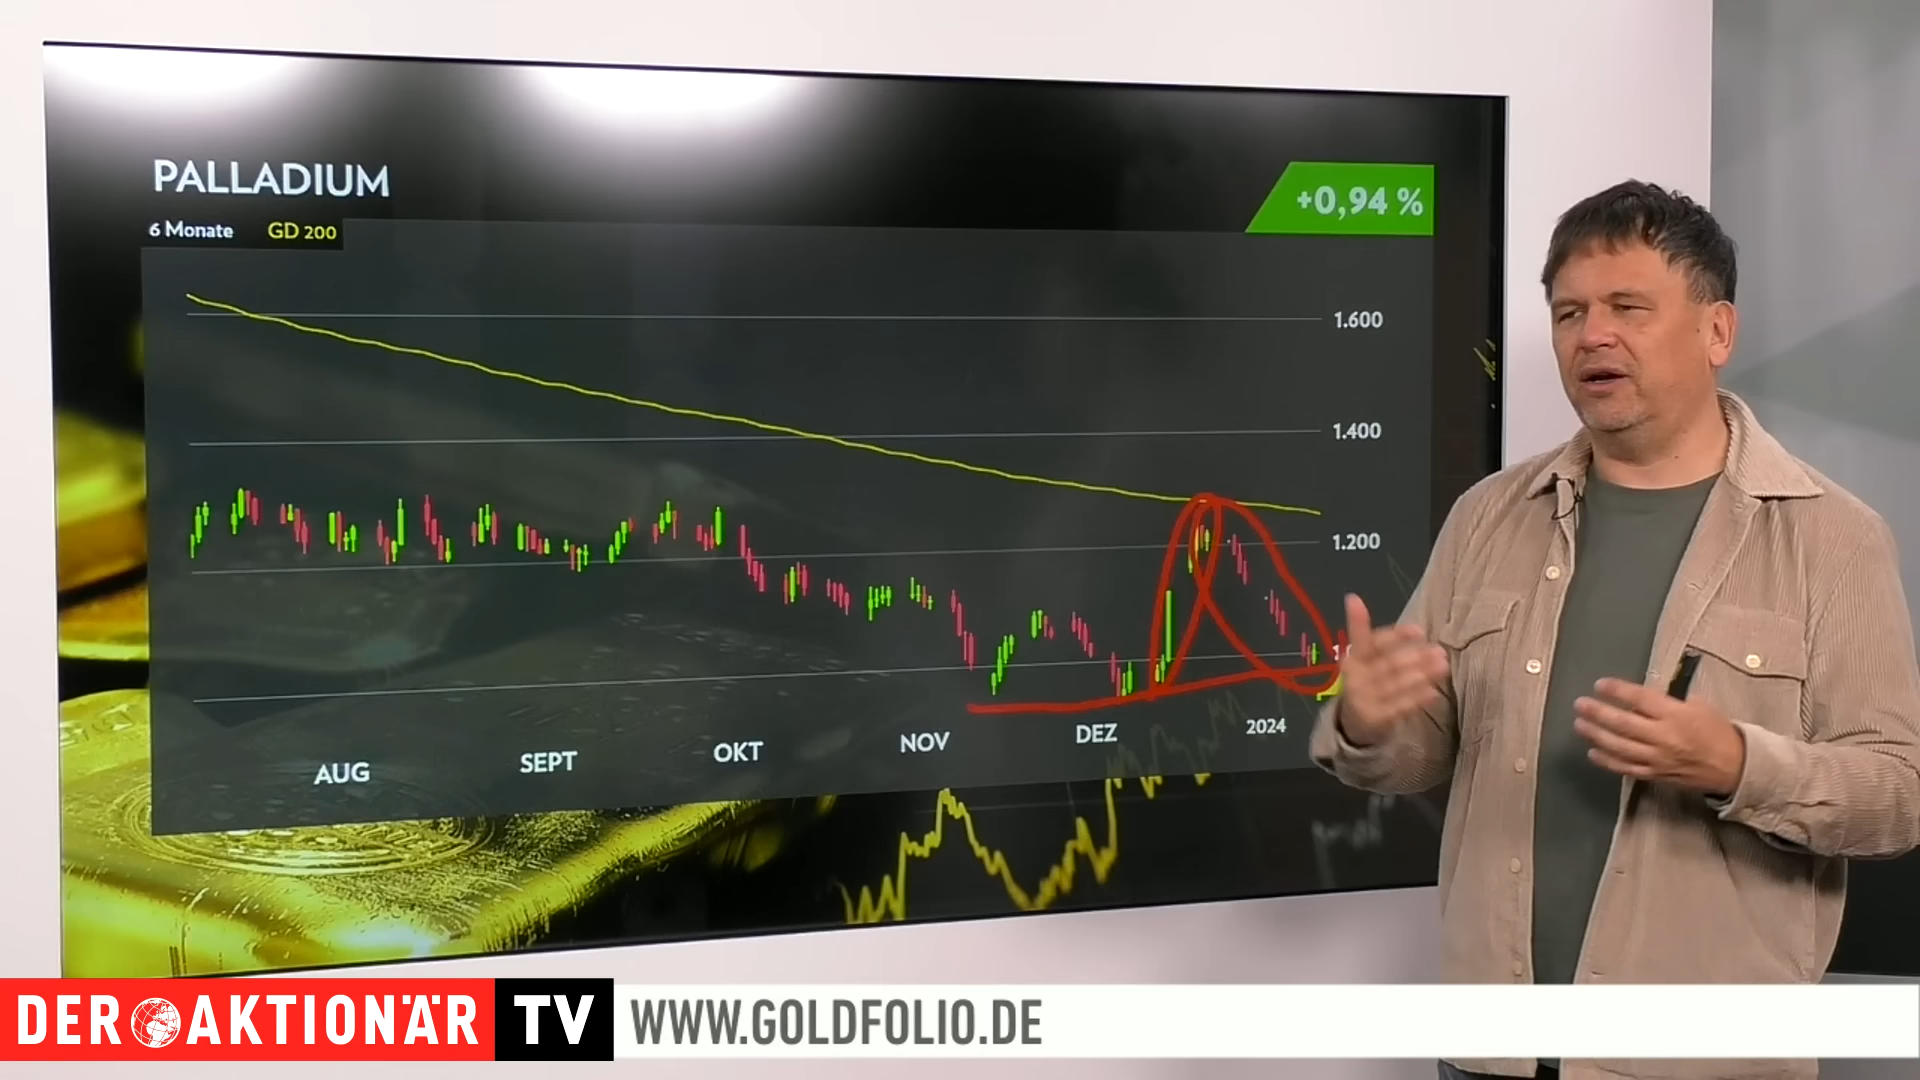 PALLADIUM
+0,94 %
6 Monate GD 200
1.600
1.400
1.200
AUG SEPT OKT NOV DEZ 2024
DER AKTIONÄR TV WWW.GOLDFOLIO.DE